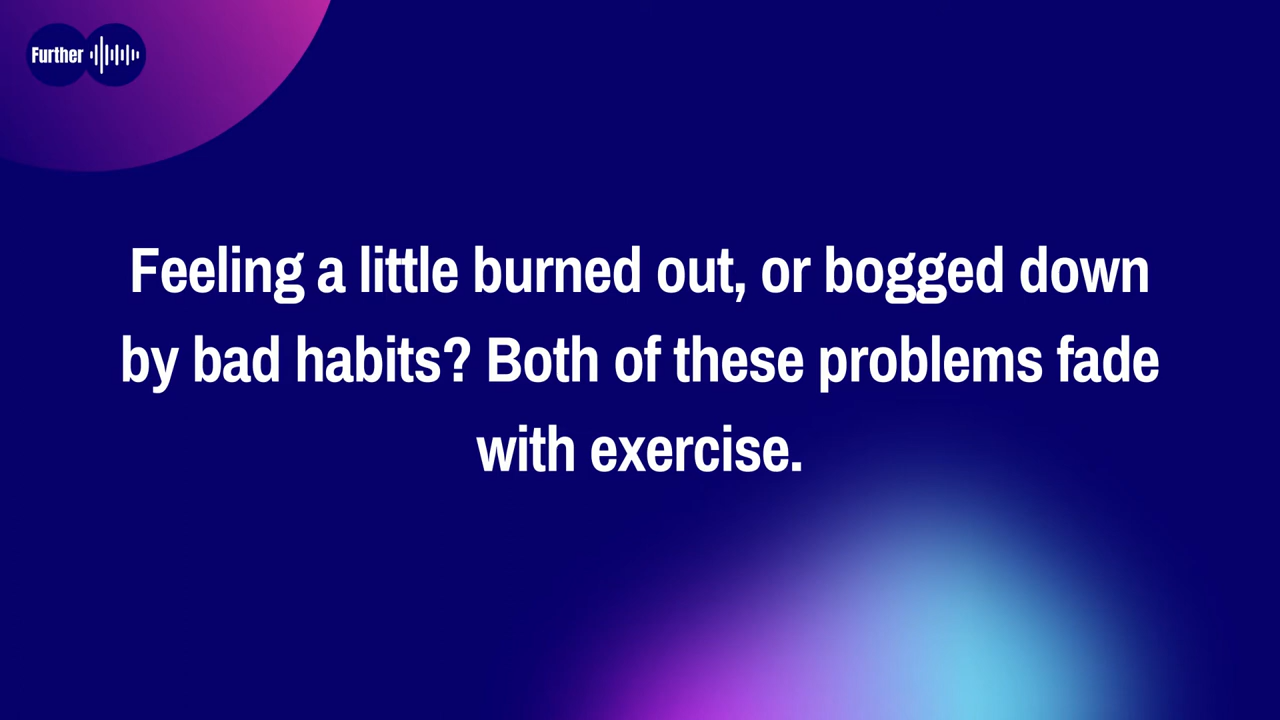 Further
Feeling a little burned out, or bogged down
by bad habits? Both of these problems fade
with exercise.